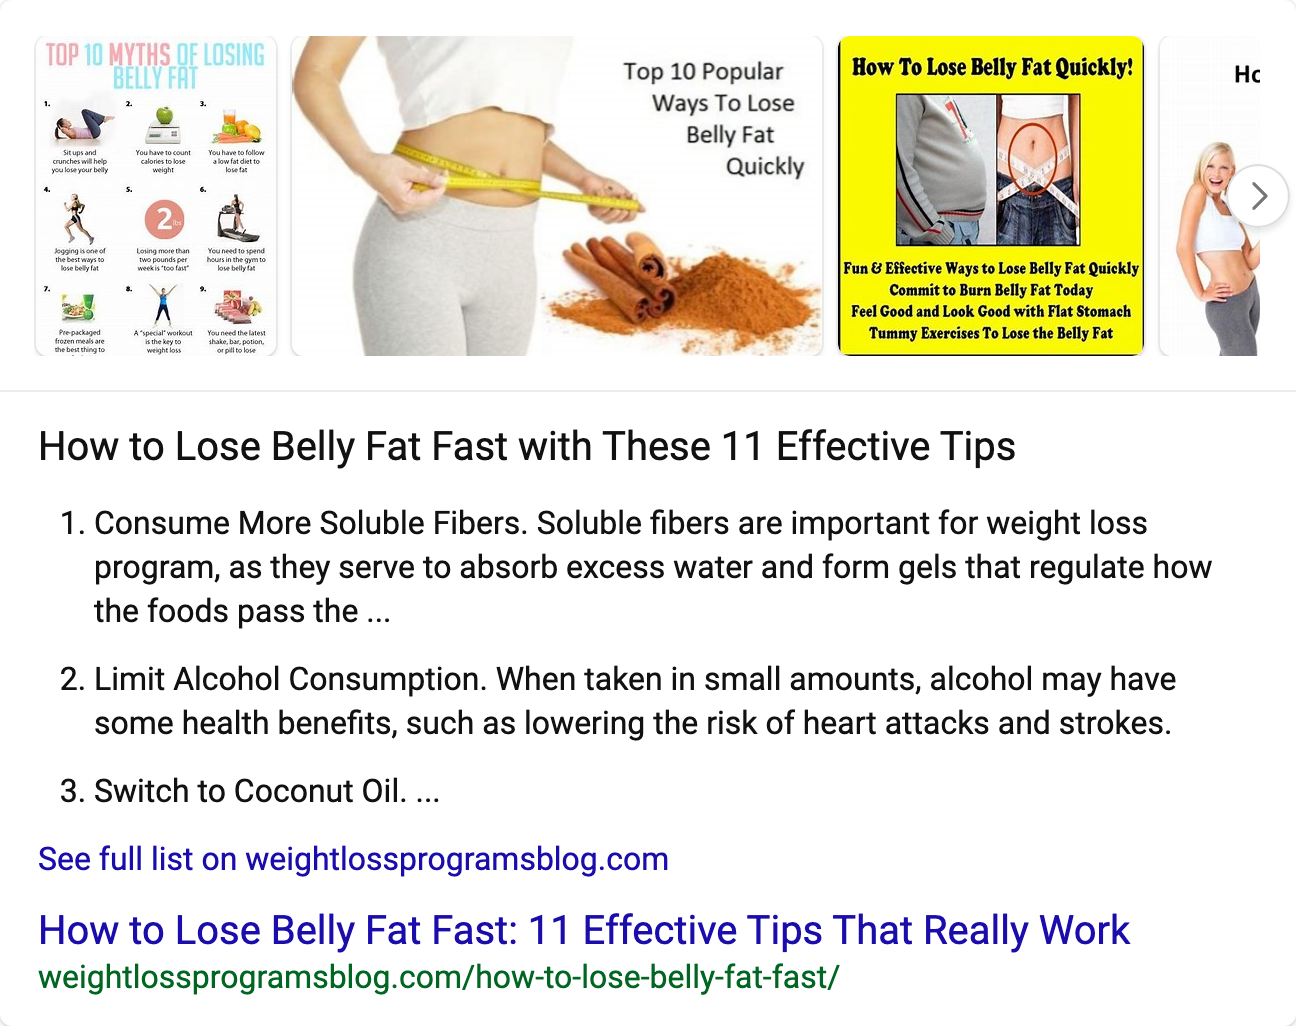 TOP 10 MYTHS OF LOSING
BELLY FAT
1.
Sit ups and
crunches will help
you lose your belly
2.
You have to count
calories to lose
weight
3.
You have to follow
a low fat diet to
lose fat
4.
Jogging is one of
the best ways to
lose belly fat
5.
2 lbs
Losing more than
two pounds per
week is "too fast"
6.
You need to spend
hours in the gym to
lose belly fat
7.
Pre-packaged
frozen meals are
the best thing to
8.
A "special" workout
is the key to
weight loss
9.
You need the latest
shake, bar, potion,
or pill to lose
Top 10 Popular
Ways To Lose
Belly Fat
Quickly
How To Lose Belly Fat Quickly!
Fun & Effective Ways to Lose Belly Fat Quickly
Commit to Burn Belly Fat Today
Feel Good and Look Good with Flat Stomach
Tummy Exercises To Lose the Belly Fat
How to Lose Belly Fat Fast with These 11 Effective Tips
1. Consume More Soluble Fibers. Soluble fibers are important for weight loss
program, as they serve to absorb excess water and form gels that regulate how
the foods pass the ...
2. Limit Alcohol Consumption. When taken in small amounts, alcohol may have
some health benefits, such as lowering the risk of heart attacks and strokes.
3. Switch to Coconut Oil. ...
See full list on weightlossprogramsblog.com
How to Lose Belly Fat Fast: 11 Effective Tips That Really Work
weightlossprogramsblog.com/how-to-lose-belly-fat-fast/